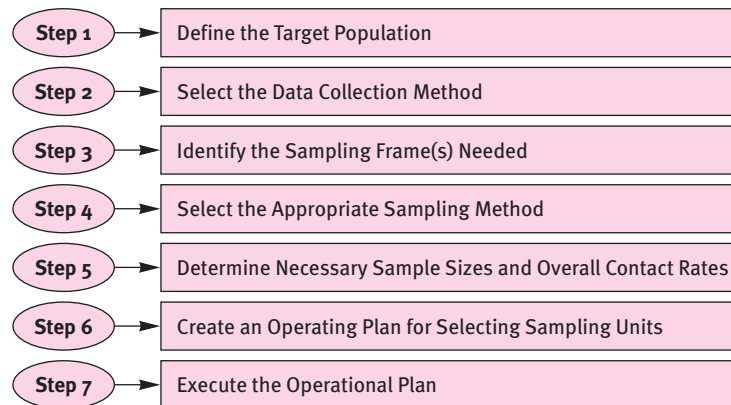 Step 1 Define the Target Population
Step 2 Select the Data Collection Method
Step 3 Identify the Sampling Frame(s) Needed
Step 4 Select the Appropriate Sampling Method
Step 5 Determine Necessary Sample Sizes and Overall Contact Rates
Step 6 Create an Operating Plan for Selecting Sampling Units
Step 7 Execute the Operational Plan